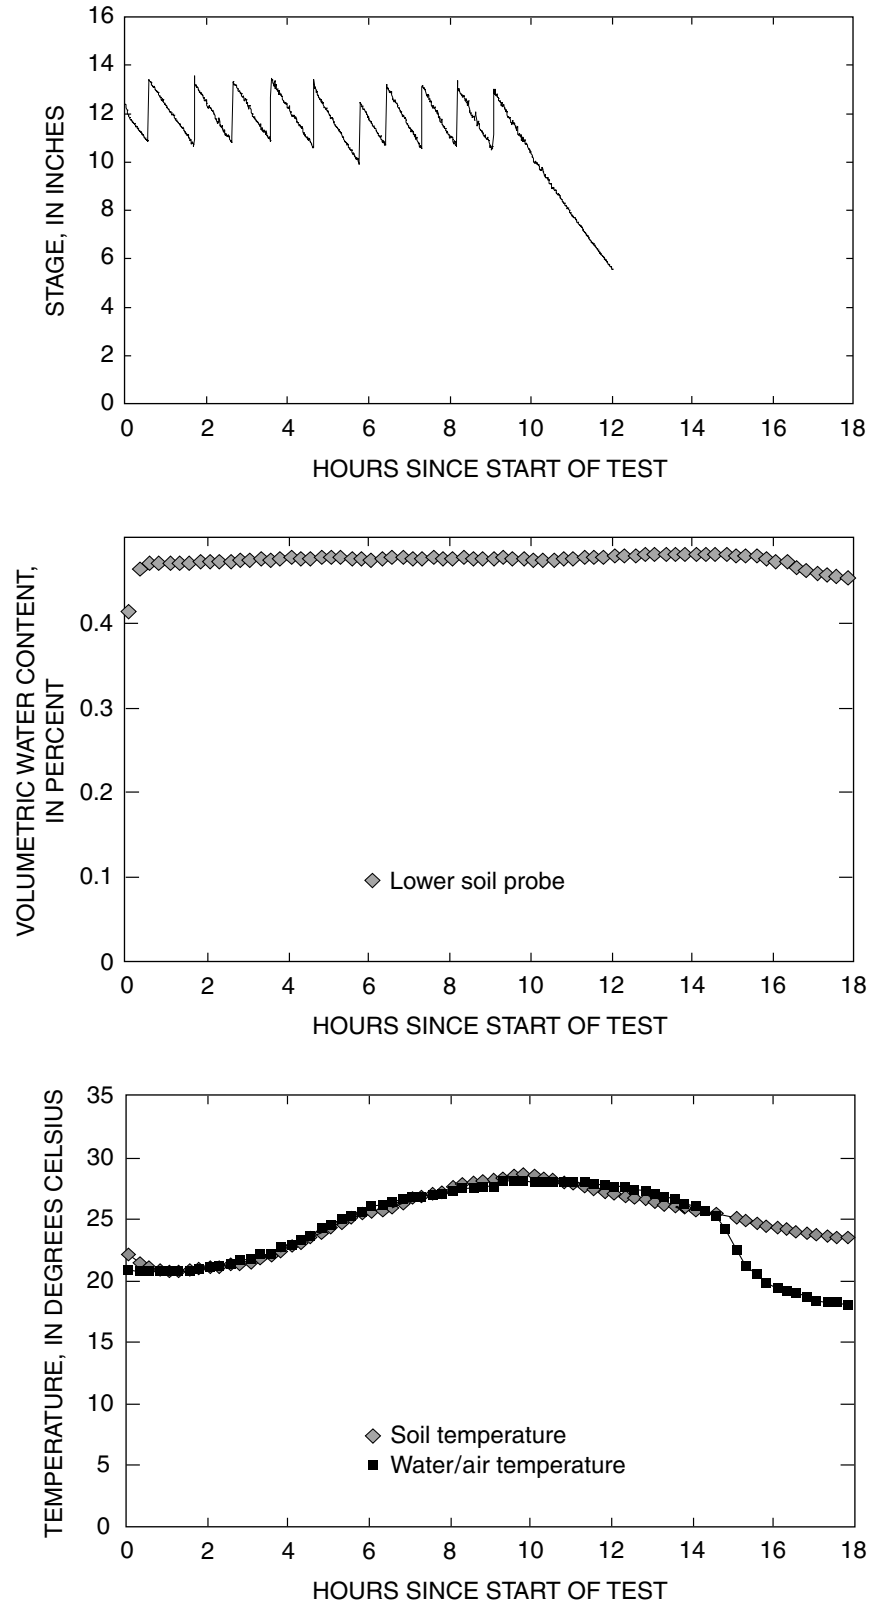 16
14
12
10
8
6
4
2
0
STAGE, IN INCHES
0 2 4 6 8 10 12 14 16 18
HOURS SINCE START OF TEST
0.4
0.3
0.2
0.1
0
VOLUMETRIC WATER CONTENT,
IN PERCENT
Lower soil probe
0 2 4 6 8 10 12 14 16 18
HOURS SINCE START OF TEST
35
30
25
20
15
10
5
0
TEMPERATURE, IN DEGREES CELSIUS
Soil temperature
Water/air temperature
0 2 4 6 8 10 12 14 16 18
HOURS SINCE START OF TEST